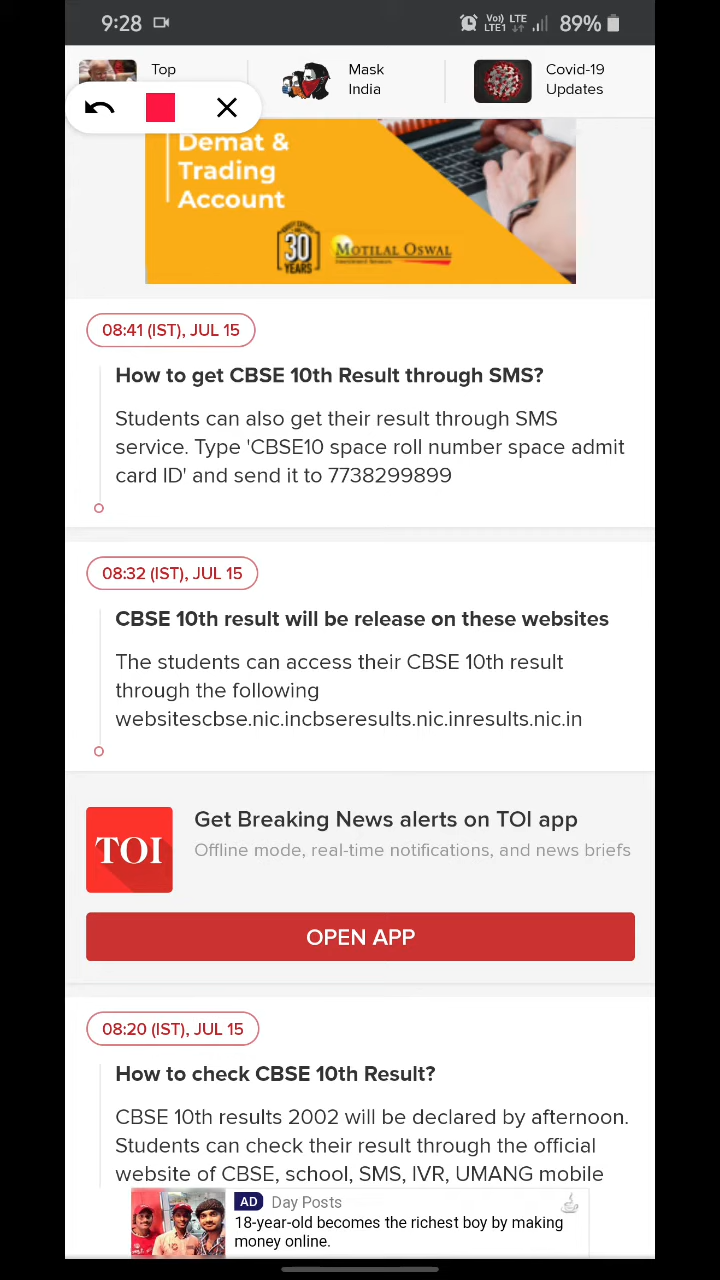 9:28
Vo)) LTE
LTE1
89%
Top
Mask
India
Covid-19
Updates
Demat &
Trading
Account
30
YEARS
MOTILAL OSWAL
08:41 (IST), JUL 15
How to get CBSE 10th Result through SMS?
Students can also get their result through SMS
service. Type 'CBSE10 space roll number space admit
card ID' and send it to 7738299899
08:32 (IST), JUL 15
CBSE 10th result will be release on these websites
The students can access their CBSE 10th result
through the following
websitescbse.nic.incbseresults.nic.inresults.nic.in
TOI
Get Breaking News alerts on TOI app
Offline mode, real-time notifications, and news briefs
OPEN APP
08:20 (IST), JUL 15
How to check CBSE 10th Result?
CBSE 10th results 2002 will be declared by afternoon.
Students can check their result through the official
website of CBSE, school, SMS, IVR, UMANG mobile
AD Day Posts
18-year-old becomes the richest boy by making
money online.